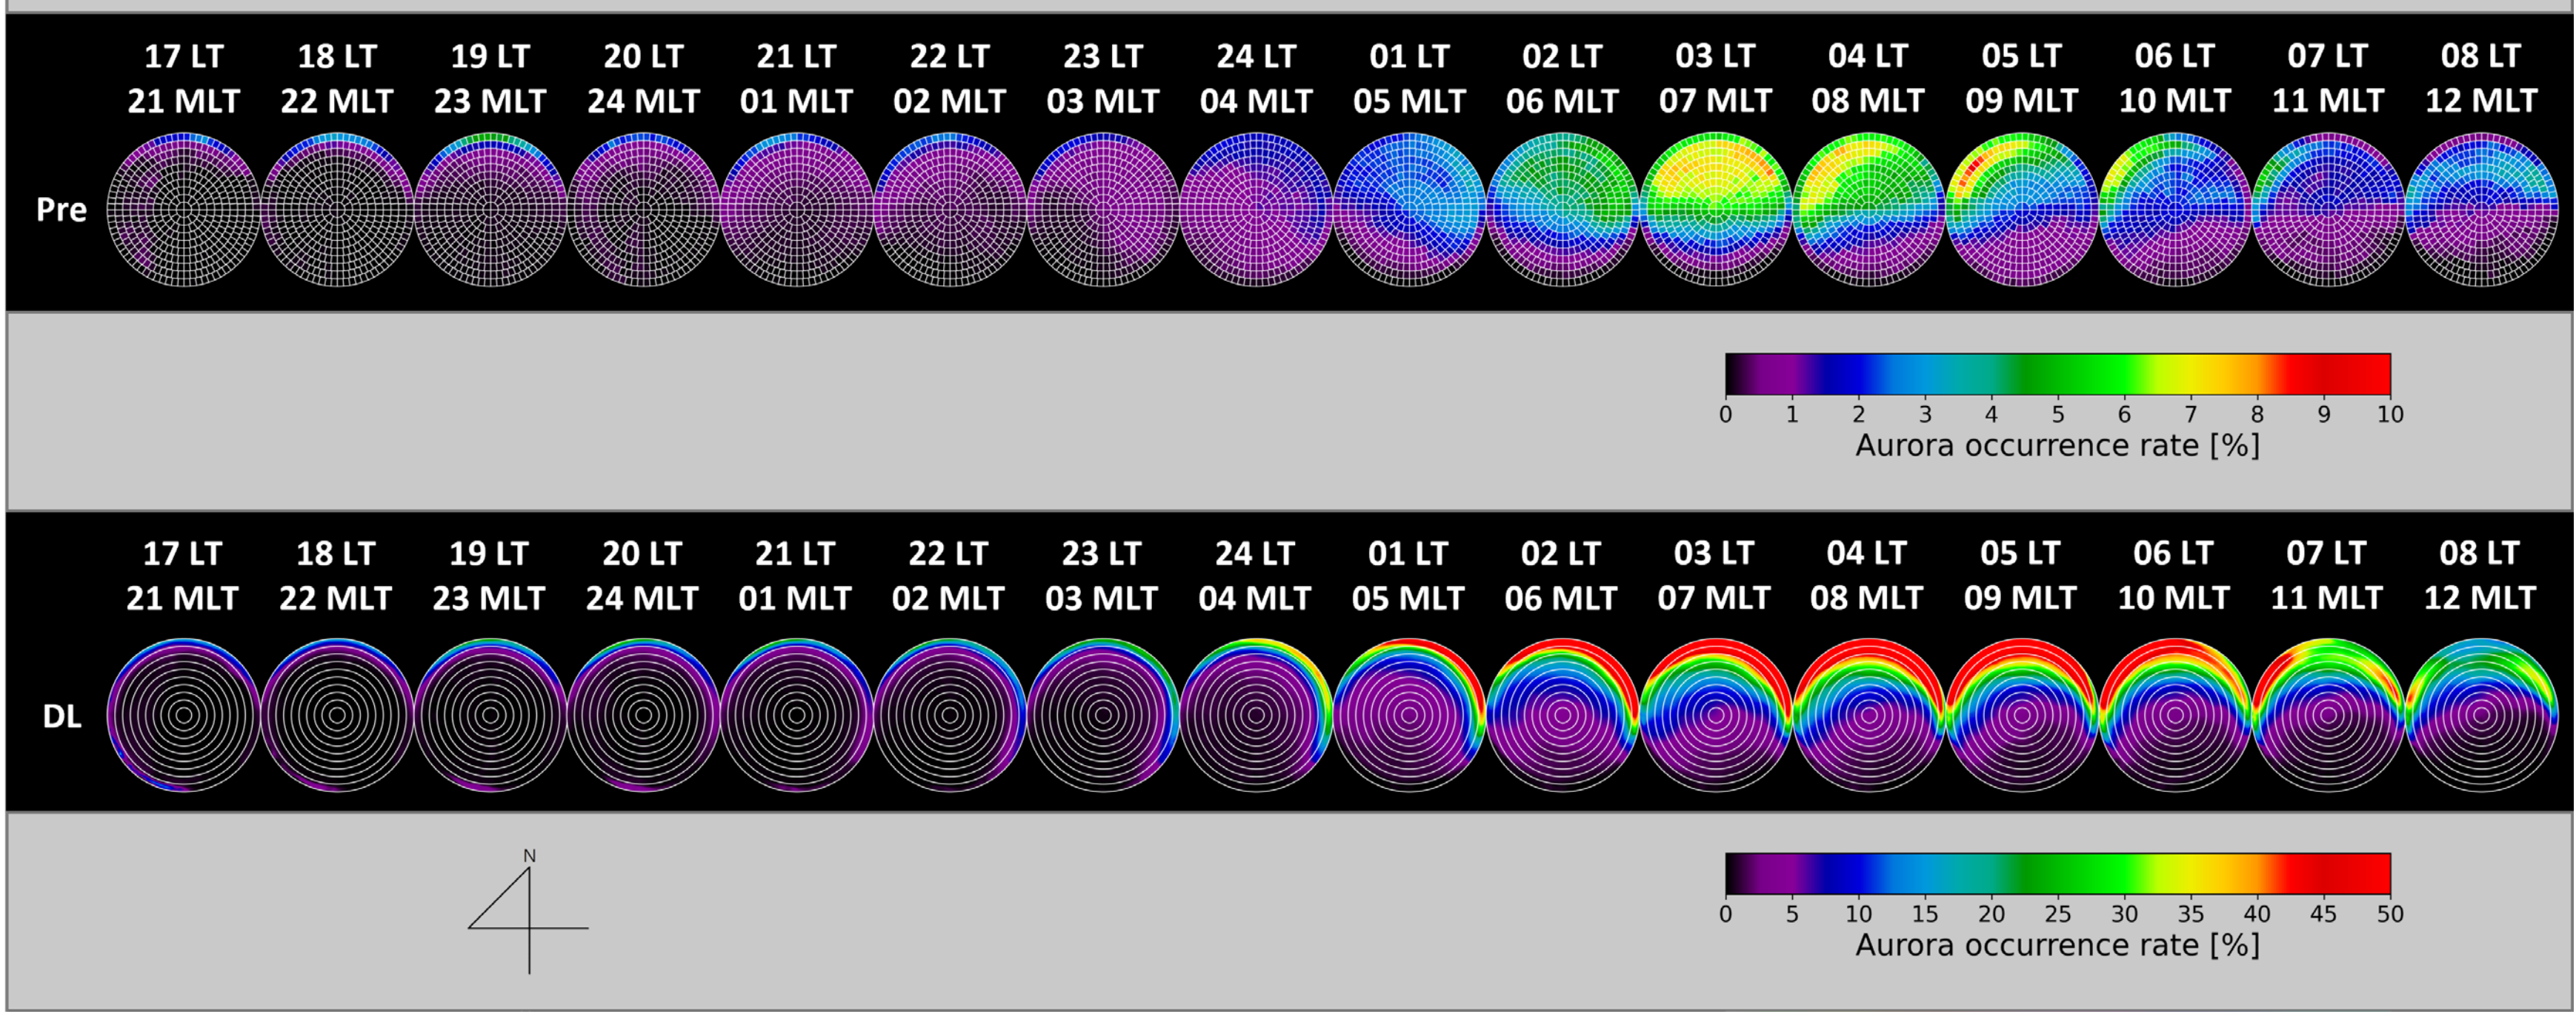 17 LT 18 LT 19 LT 20 LT 21 LT 22 LT 23 LT 24 LT 01 LT 02 LT 03 LT 04 LT 05 LT 06 LT 07 LT 08 LT
21 MLT 22 MLT 23 MLT 24 MLT 01 MLT 02 MLT 03 MLT 04 MLT 05 MLT 06 MLT 07 MLT 08 MLT 09 MLT 10 MLT 11 MLT 12 MLT
Pre
0 1 2 3 4 5 6 7 8 9 10
Aurora occurrence rate [%]
17 LT 18 LT 19 LT 20 LT 21 LT 22 LT 23 LT 24 LT 01 LT 02 LT 03 LT 04 LT 05 LT 06 LT 07 LT 08 LT
21 MLT 22 MLT 23 MLT 24 MLT 01 MLT 02 MLT 03 MLT 04 MLT 05 MLT 06 MLT 07 MLT 08 MLT 09 MLT 10 MLT 11 MLT 12 MLT
DL
N
0 5 10 15 20 25 30 35 40 45 50
Aurora occurrence rate [%]